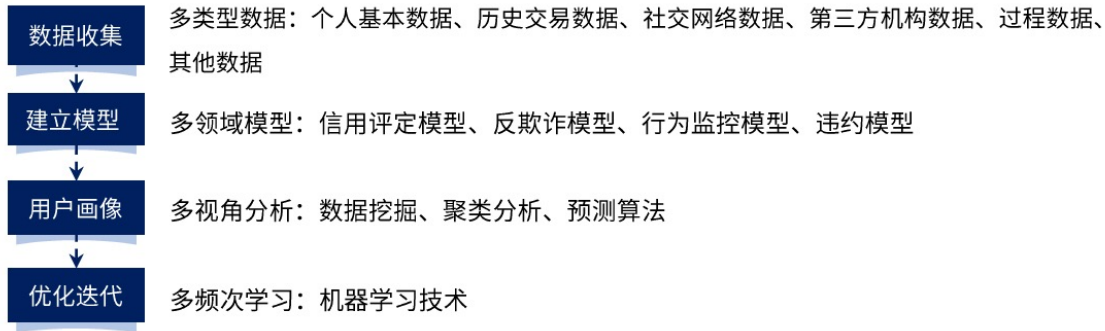 数据收集
多类型数据：个人基本数据、历史交易数据、社交网络数据、第三方机构数据、过程数据、
其他数据
建立模型
多领域模型：信用评定模型、反欺诈模型、行为监控模型、违约模型
用户画像
多视角分析：数据挖掘、聚类分析、预测算法
优化迭代
多频次学习：机器学习技术